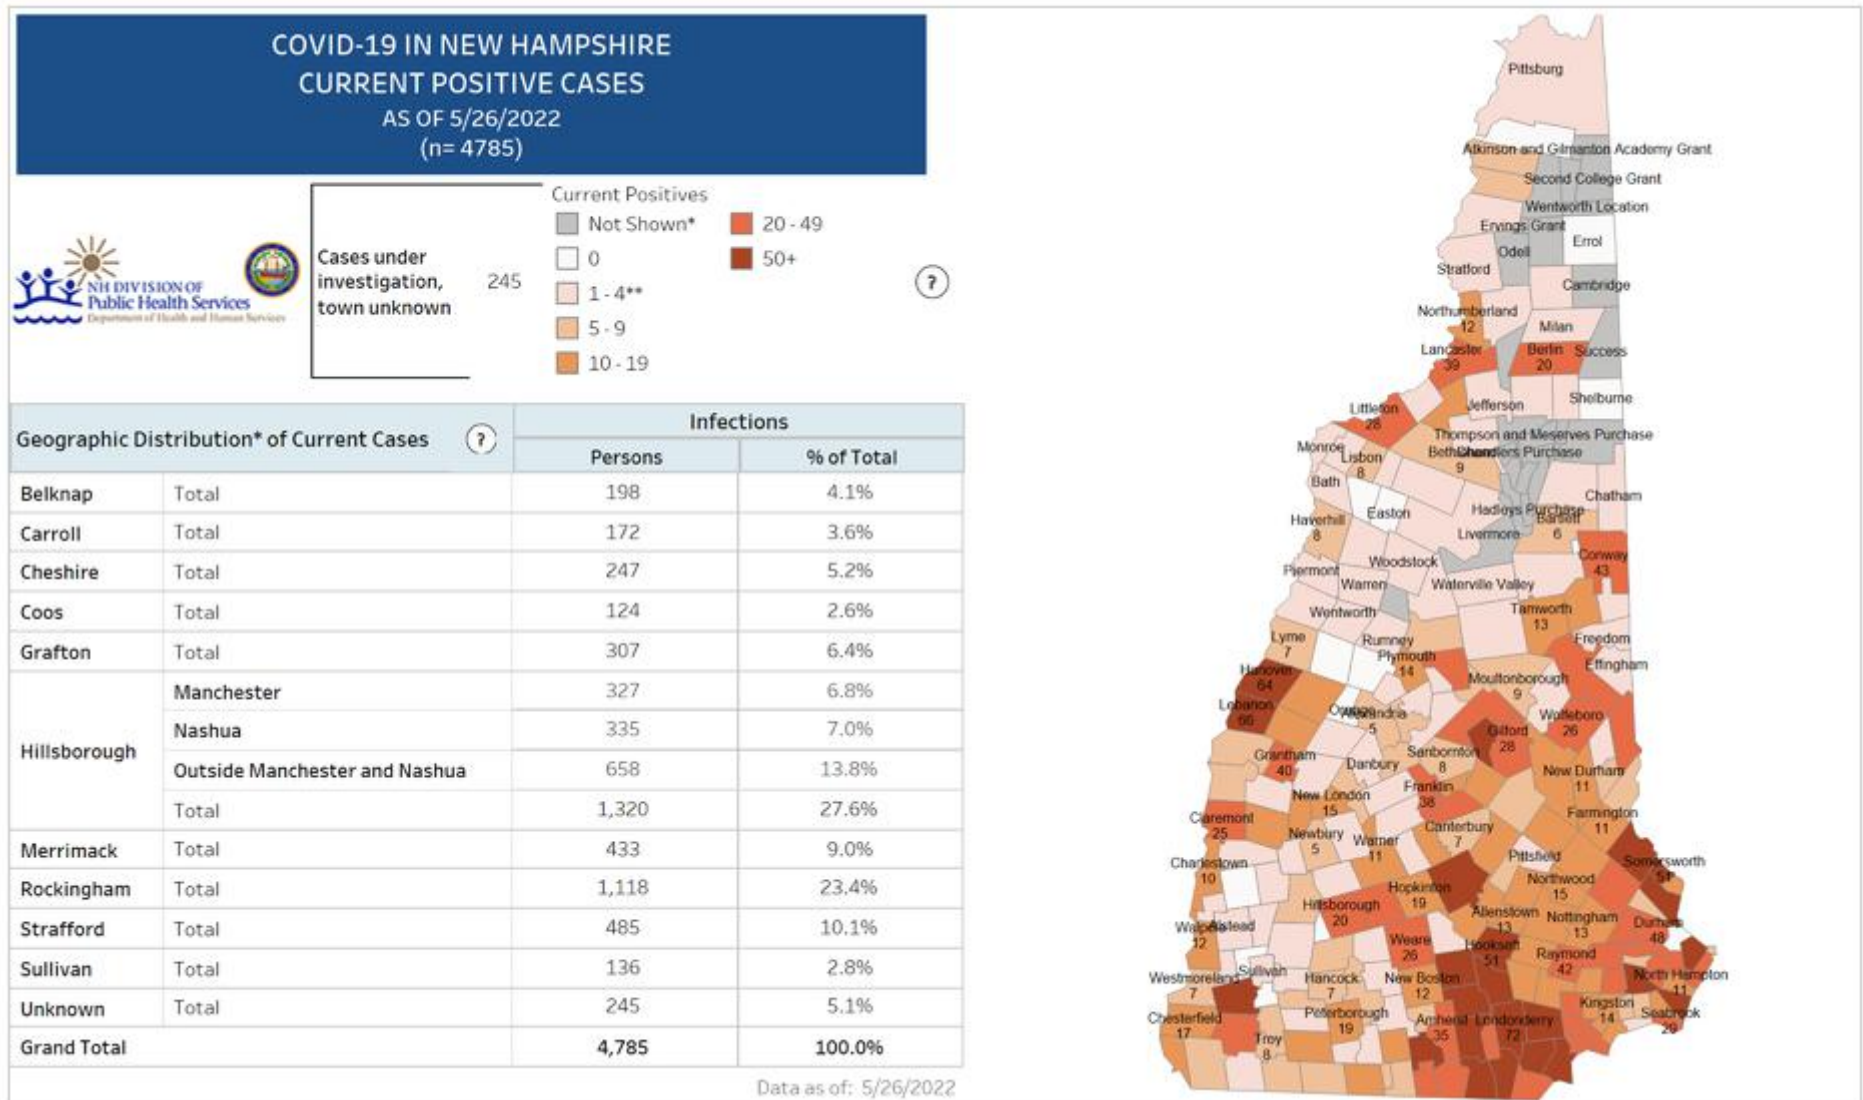 COVID-19 IN NEW HAMPSHIRE
CURRENT POSITIVE CASES
AS OF 5/26/2022
(n= 4785)
NH DIVISION OF
Public Health Services
Department of Health and Human Services
Cases under
investigation,
town unknown
245
Current Positives
Not Shown*
0
1 - 4**
5 - 9
10 - 19
20 - 49
50+
?
Geographic Distribution* of Current Cases ? Infections
Persons % of Total
Belknap Total 198 4.1%
Carroll Total 172 3.6%
Cheshire Total 247 5.2%
Coos Total 124 2.6%
Grafton Total 307 6.4%
Hillsborough
Manchester 327 6.8%
Nashua 335 7.0%
Outside Manchester and Nashua 658 13.8%
Total 1,320 27.6%
Merrimack Total 433 9.0%
Rockingham Total 1,118 23.4%
Strafford Total 485 10.1%
Sullivan Total 136 2.8%
Unknown Total 245 5.1%
Grand Total 4,785 100.0%
Data as of: 5/26/2022
Pittsburg
Atkinson and Gilmanton Academy Grant
Second College Grant
Wentworth Location
Ervings Grant
Errol
Odell
Stratford
Cambridge
Northumberland
12
Milan
Lancaster
39
Berlin
20
Success
Shelburne
Jefferson
Littleton
28
Thompson and Meserves Purchase
Monroe
Lisbon
8
9
Purchase
Bath
Chatham
Easton
Hadleys Purchase
Bartlett
6
Haverhill
8
Livermore
Conway
43
Woodstock
Piermont
Warren
Waterville Valley
Wentworth
Tamworth
13
Lyme
7
Rumney
Freedom
Plymouth
14
Effingham
Hanover
64
Moultonborough
9
Lebanon
66
5
Wolfeboro
26
Gilford
28
Grantham
40
Sanbornton
8
Danbury
New Durham
11
Franklin
38
New London
15
Farmington
11
Claremont
25
Newbury
5
Canterbury
7
Warner
11
Charlestown
10
Pittsfield
Somersworth
51
Northwood
15
Hopkinton
19
Hillsborough
20
Allenstown
13
Nottingham
13
Durham
48
12
Weare
26
Hooksett
51
Raymond
42
Westmoreland
7
Sullivan
Hancock
7
New Boston
12
North Hampton
11
Kingston
14
Chesterfield
17
Peterborough
19
Amherst
35
Londonderry
72
Seabrook
29
Troy
8